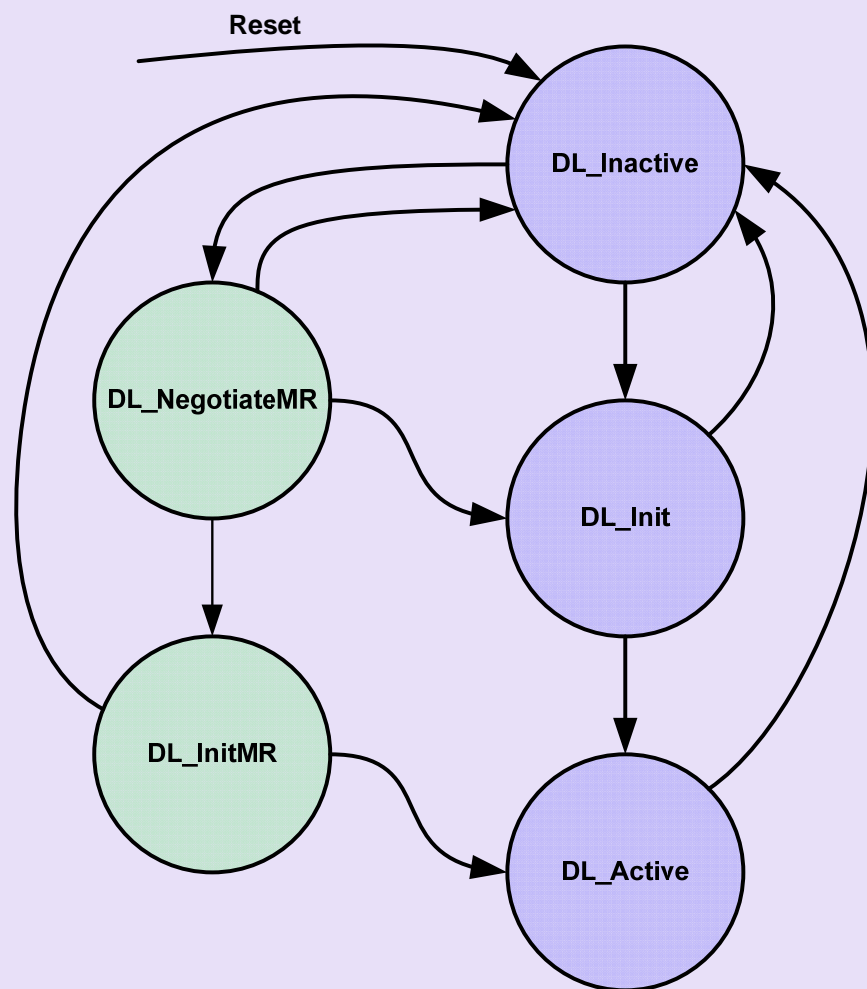 Reset
DL_Inactive
DL_NegotiateMR
DL_Init
DL_InitMR
DL_Active